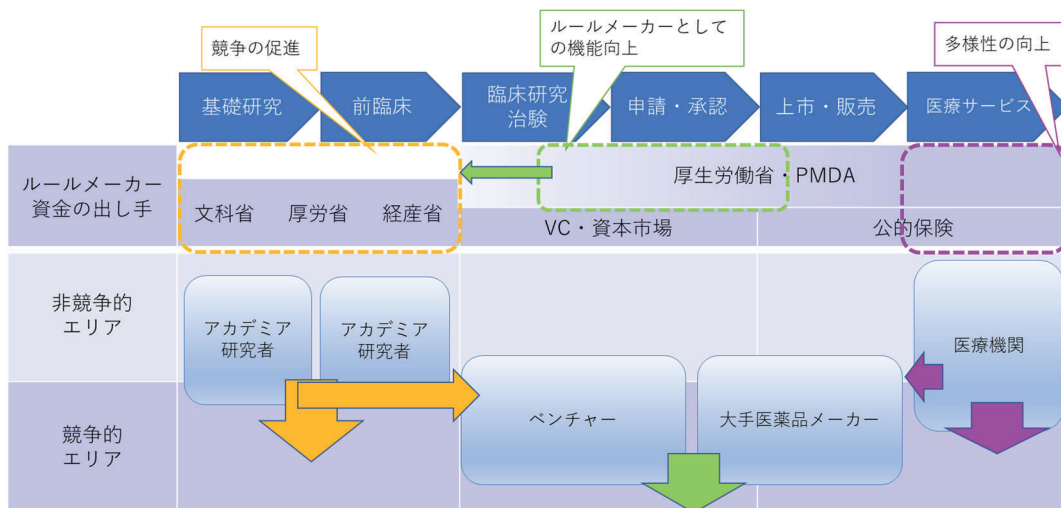 競争の促進
ルールメーカーとして
の機能向上
多様性の向上
基礎研究
前臨床
臨床研究
治験
申請・承認
上市・販売
医療サービス
ルールメーカー
資金の出し手
厚生労働省・PMDA
文科省
厚労省
経産省
VC・資本市場
公的保険
非競争的
エリア
アカデミア
研究者
アカデミア
研究者
医療機関
競争的
エリア
ベンチャー
大手医薬品メーカー